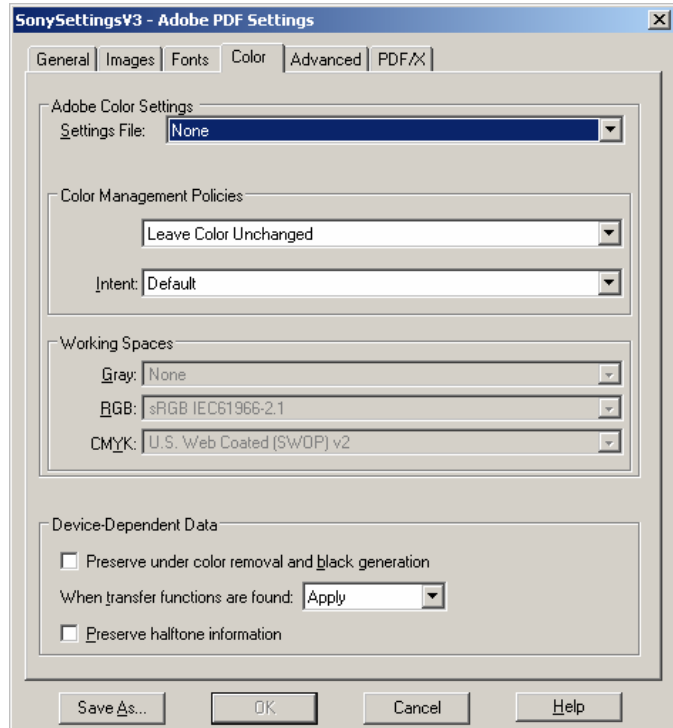 SonySettingsV3 - Adobe PDF Settings
General Images Fonts Color Advanced PDF/X
Adobe Color Settings
Settings File: None
Color Management Policies
Leave Color Unchanged
Intent: Default
Working Spaces
Gray: None
RGB: sRGB IEC61966-2.1
CMYK: U.S. Web Coated (SWOP) v2
Device-Dependent Data
Preserve under color removal and black generation
When transfer functions are found: Apply
Preserve halftone information
Save As... OK Cancel Help